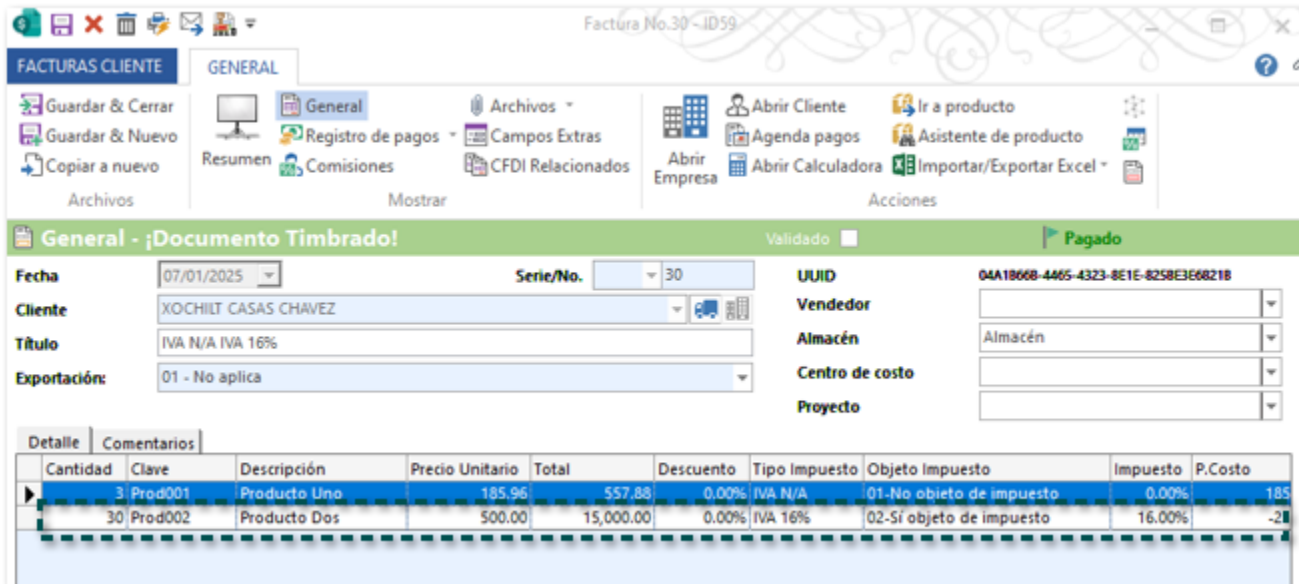 Factura No.30 - ID59
FACTURAS CLIENTE GENERAL
Guardar & Cerrar
Guardar & Nuevo
Copiar a nuevo
Archivos
Resumen
General
Registro de pagos
Comisiones
Archivos
Campos Extras
CFDI Relacionados
Mostrar
Abrir Empresa
Abrir Cliente
Agenda pagos
Abrir Calculadora
Ir a producto
Asistente de producto
Importar/Exportar Excel
Acciones
General - ¡Documento Timbrado! Validado Pagado
Fecha 07/01/2025 Serie/No. 30
Cliente XOCHILT CASAS CHAVEZ
Título IVA N/A IVA 16%
Exportación: 01 - No aplica
UUID 04A1B66B-4465-4323-8E1E-825BE3E6821B
Vendedor
Almacén Almacén
Centro de costo
Proyecto
Detalle Comentarios
Cantidad Clave Descripción Precio Unitario Total Descuento Tipo Impuesto Objeto Impuesto Impuesto P.Costo
3 Prod001 Producto Uno 185.96 557.88 0.00% IVA N/A 01-No objeto de impuesto 0.00% 185
30 Prod002 Producto Dos 500.00 15,000.00 0.00% IVA 16% 02-Sí objeto de impuesto 16.00%